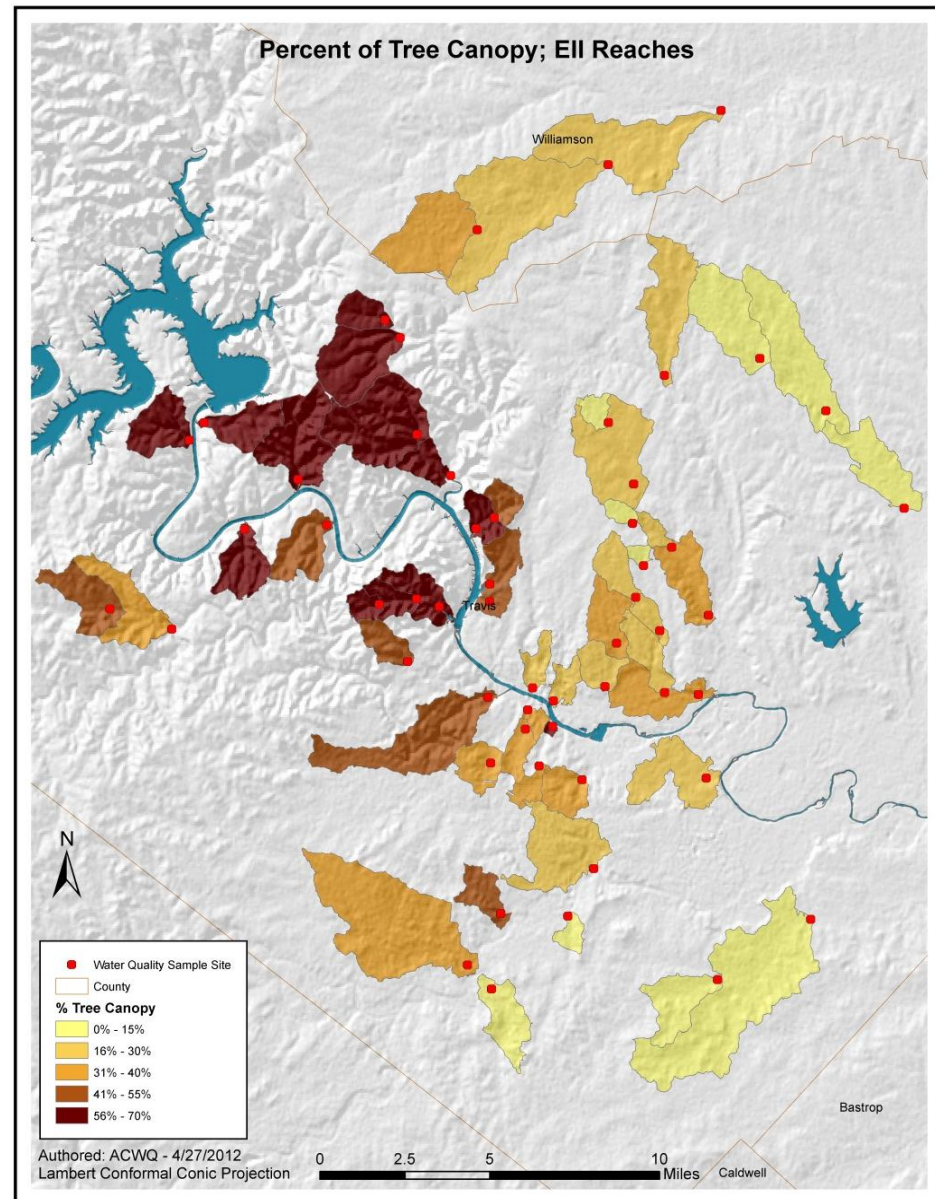 Percent of Tree Canopy; EII Reaches
Williamson
Travis
N
Water Quality Sample Site
County
% Tree Canopy
0% - 15%
16% - 30%
31% - 40%
41% - 55%
56% - 70%
Bastrop
Authored: ACWQ - 4/27/2012
Lambert Conformal Conic Projection
0 2.5 5 10
Miles
Caldwell